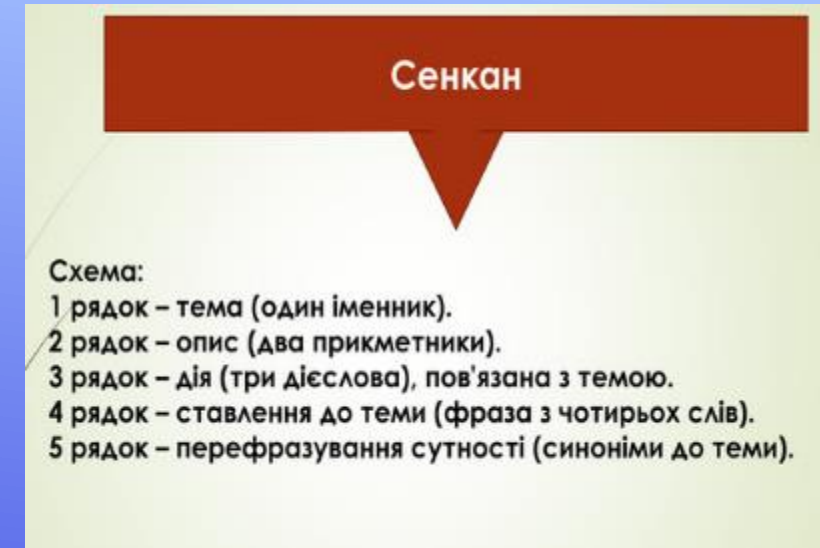 Сенкан
Схема:
1 рядок – тема (один іменник).
2 рядок – опис (два прикметники).
3 рядок – дія (три дієслова), пов'язана з темою.
4 рядок – ставлення до теми (фраза з чотирьох слів).
5 рядок – перефразування сутності (синоніми до теми).